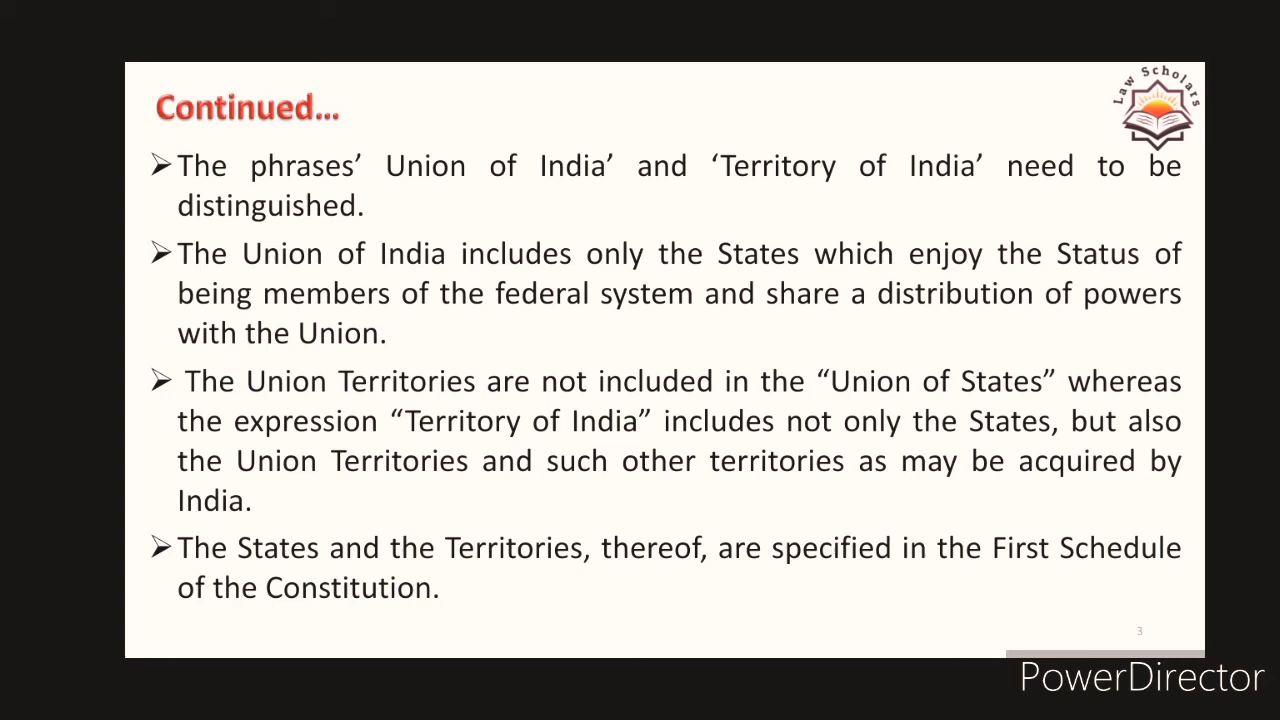 Continued...
Law Scholars
➢The phrases’ Union of India’ and ‘Territory of India’ need to be
distinguished.
➢The Union of India includes only the States which enjoy the Status of
being members of the federal system and share a distribution of powers
with the Union.
➢ The Union Territories are not included in the “Union of States” whereas
the expression “Territory of India” includes not only the States, but also
the Union Territories and such other territories as may be acquired by
India.
➢The States and the Territories, thereof, are specified in the First Schedule
of the Constitution.
3
PowerDirector